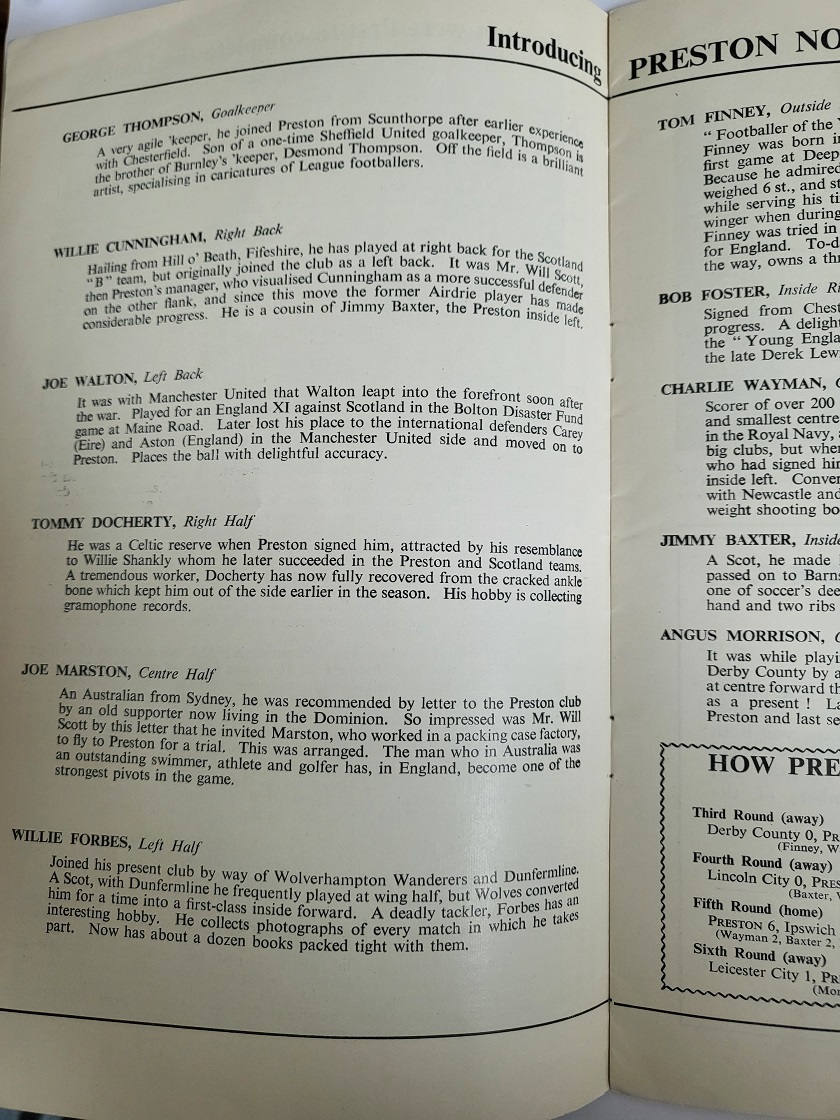 Introducing
GEORGE THOMPSON, Goalkeeper
A very agile 'keeper, he joined Preston from Scunthorpe after earlier experience
with Chesterfield. Son of a one-time Sheffield United goalkeeper, Thompson is
the brother of Burnley's 'keeper, Desmond Thompson. Off the field is a brilliant
artist, specialising in caricatures of League footballers.
WILLIE CUNNINGHAM, Right Back
Hailing from Hill o' Beath, Fifeshire, he has played at right back for the Scotland
"B" team, but originally joined the club as a left back. It was Mr. Will Scott,
then Preston's manager, who visualised Cunningham as a more successful defender
on the other flank, and since this move the former Airdrie player has made
considerable progress. He is a cousin of Jimmy Baxter, the Preston inside left.
JOE WALTON, Left Back
It was with Manchester United that Walton leapt into the forefront soon after
the war. Played for an England XI against Scotland in the Bolton Disaster Fund
game at Maine Road. Later lost his place to the international defenders Carey
(Eire) and Aston (England) in the Manchester United side and moved on to
Preston. Places the ball with delightful accuracy.
TOMMY DOCHERTY, Right Half
He was a Celtic reserve when Preston signed him, attracted by his resemblance
to Willie Shankly whom he later succeeded in the Preston and Scotland teams.
A tremendous worker, Docherty has now fully recovered from the cracked ankle
bone which kept him out of the side earlier in the season. His hobby is collecting
gramophone records.
JOE MARSTON, Centre Half
An Australian from Sydney, he was recommended by letter to the Preston club
by an old supporter now living in the Dominion. So impressed was Mr. Will
Scott by this letter that he invited Marston, who worked in a packing case factory,
to fly to Preston for a trial. This was arranged. The man who in Australia was
an outstanding swimmer, athlete and golfer has, in England, become one of the
strongest pivots in the game.
WILLIE FORBES, Left Half
Joined his present club by way of Wolverhampton Wanderers and Dunfermline.
A Scot, with Dunfermline he frequently played at wing half, but Wolves converted
him for a time into a first-class inside forward. A deadly tackler, Forbes has an
interesting hobby. He collects photographs of every match in which he takes
part. Now has about a dozen books packed tight with them.
PRESTON NO
TOM FINNEY, Outside
"Footballer of the
Finney was born i
first game at Deep
Because he admired
weighed 6 st., and st
while serving his ti
winger when during
Finney was tried in
for England. To-d
the way, owns a thr
BOB FOSTER, Inside Ri
Signed from Chest
progress. A deligh
the "Young Engla
the late Derek Lew
CHARLIE WAYMAN,
Scorer of over 200
and smallest centre
in the Royal Navy,
big clubs, but when
who had signed him
inside left. Conver
with Newcastle and
weight shooting bo
JIMMY BAXTER, Inside
A Scot, he made
passed on to Barns
one of soccer's dee
hand and two ribs
ANGUS MORRISON,
It was while playi
Derby County by a
at centre forward th
as a present ! La
Preston and last se
HOW PRE
Third Round (away)
Derby County 0, PR
(Finney, W
Fourth Round (away)
Lincoln City 0, PRES
(Baxter,
Fifth Round (home)
PRESTON 6, Ipswich
(Wayman 2, Baxter 2,
Sixth Round (away)
Leicester City 1, PR
(Mor